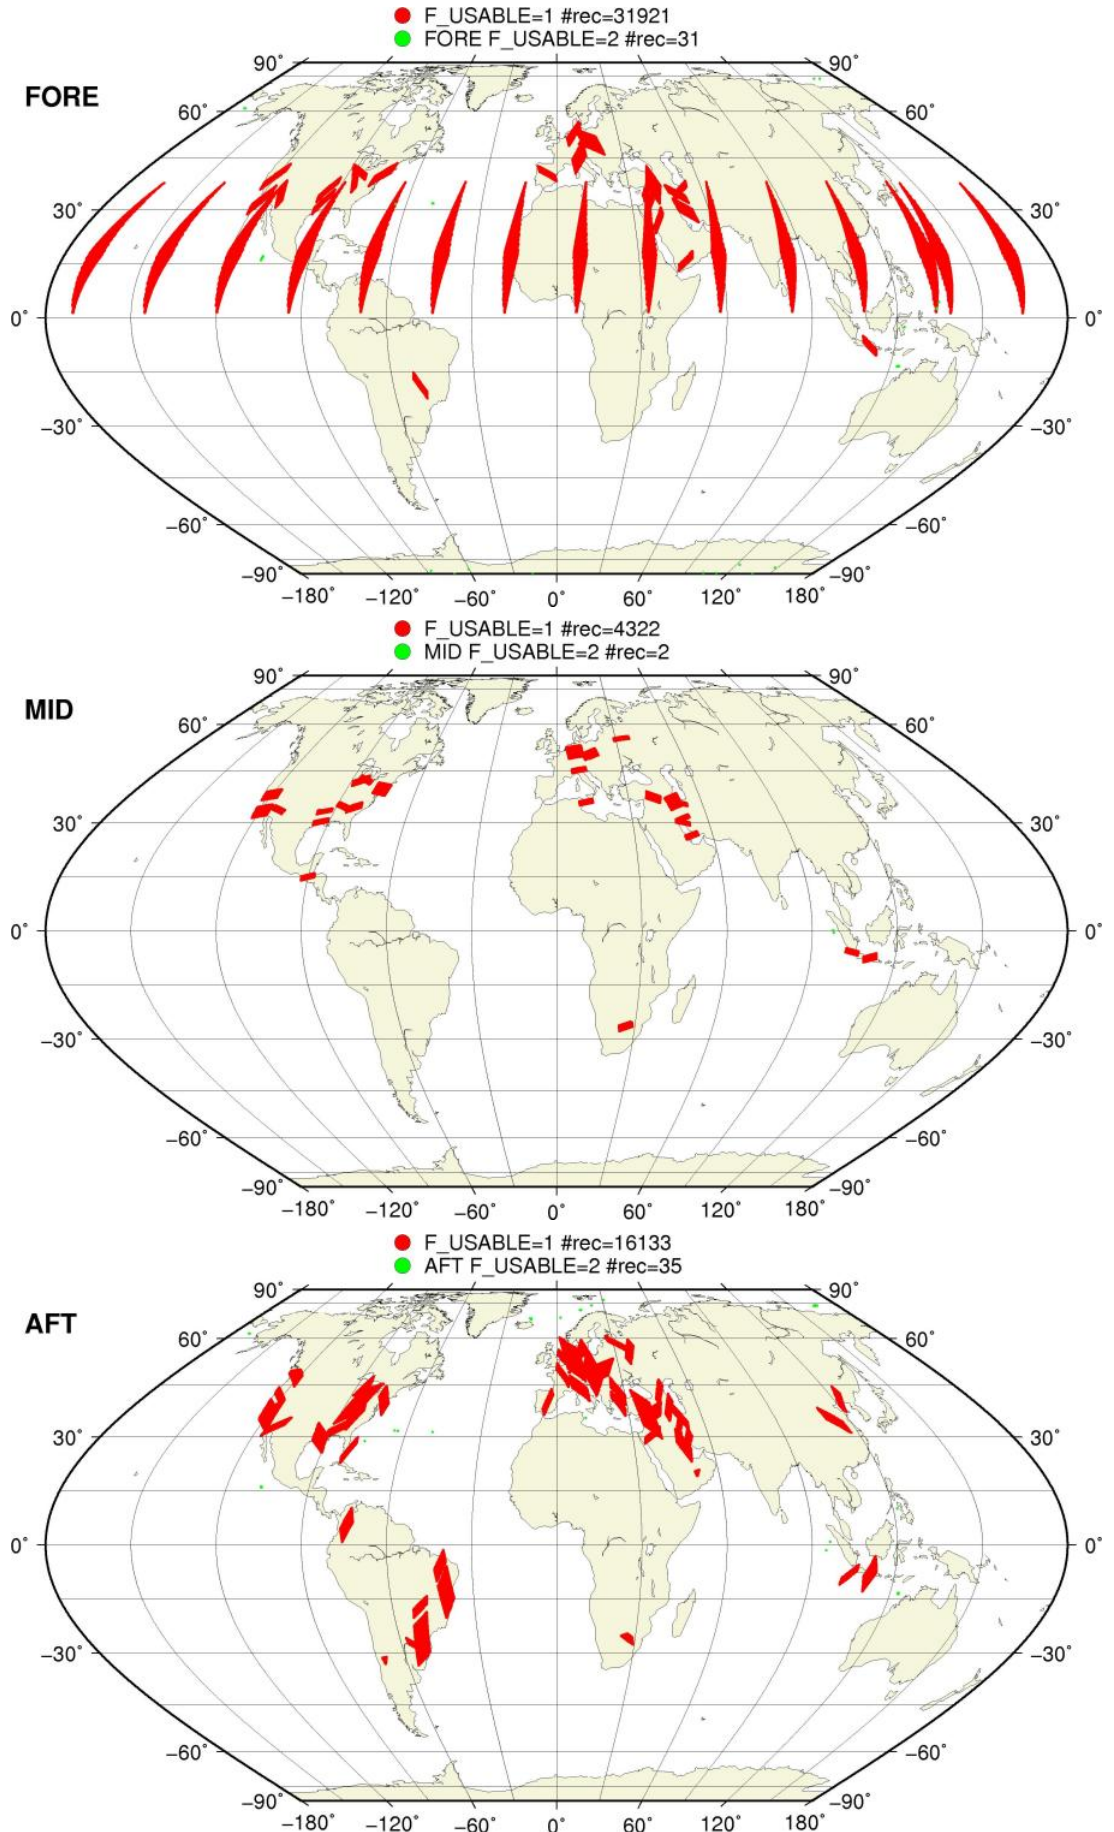 F_USABLE=1 #rec=31921
FORE F_USABLE=2 #rec=31
FORE
90° 90°
60° 60°
30° 30°
0° 0°
−30° −30°
−60° −60°
−90° −90°
−180° −120° −60° 0° 60° 120° 180°
F_USABLE=1 #rec=4322
MID F_USABLE=2 #rec=2
MID
90° 90°
60° 60°
30° 30°
0° 0°
−30° −30°
−60° −60°
−90° −90°
−180° −120° −60° 0° 60° 120° 180°
F_USABLE=1 #rec=16133
AFT F_USABLE=2 #rec=35
AFT
90° 90°
60° 60°
30° 30°
0° 0°
−30° −30°
−60° −60°
−90° −90°
−180° −120° −60° 0° 60° 120° 180°